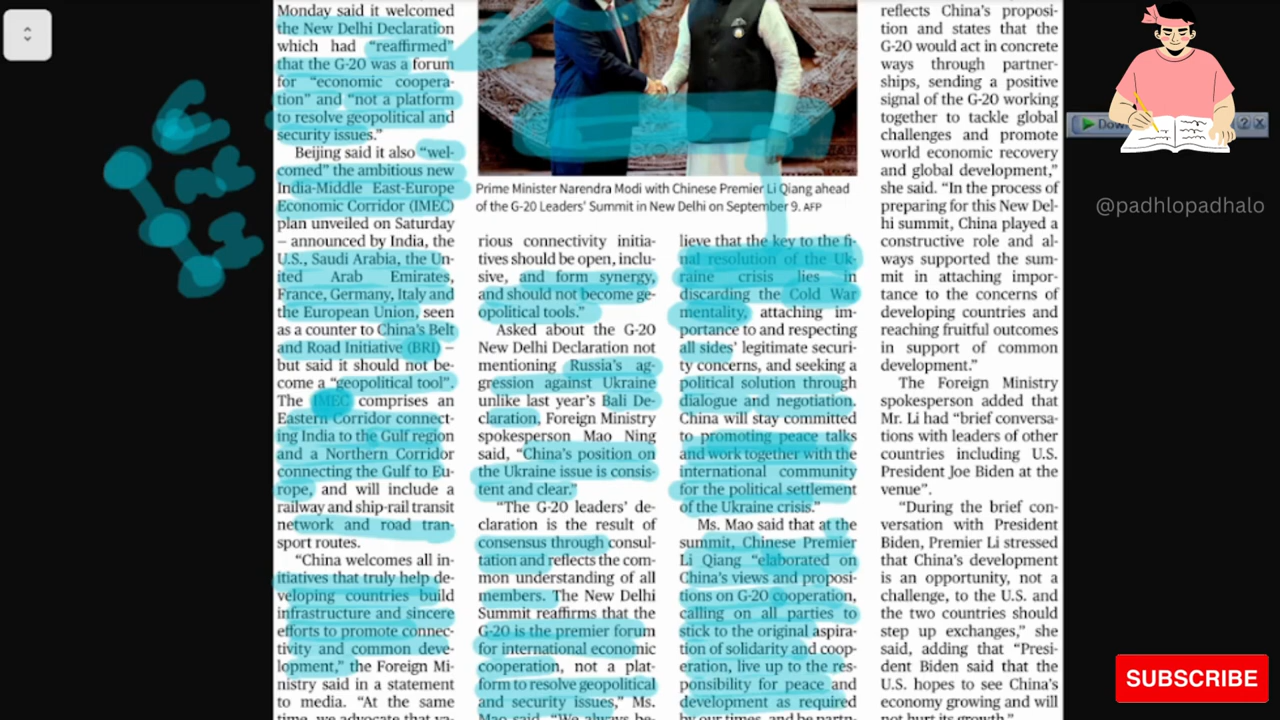 Monday said it welcomed
the New Delhi Declaration
which had “reaffirmed”
that the G-20 was a forum
for “economic coopera-
tion” and “not a platform
to resolve geopolitical and
security issues.”
Beijing said it also “wel-
comed” the ambitious new
India-Middle East-Europe
Economic Corridor (IMEC)
plan unveiled on Saturday
– announced by India, the
U.S., Saudi Arabia, the Un-
ited Arab Emirates,
France, Germany, Italy and
the European Union, seen
as a counter to China’s Belt
and Road Initiative (BRI) –
but said it should not be-
come a “geopolitical tool”.
The IMEC comprises an
Eastern Corridor connect-
ing India to the Gulf region
and a Northern Corridor
connecting the Gulf to Eu-
rope, and will include a
railway and ship-rail transit
network and road tran-
sport routes.
“China welcomes all in-
itiatives that truly help de-
veloping countries build
infrastructure and sincere
efforts to promote connec-
tivity and common deve-
lopment,” the Foreign Mi-
nistry said in a statement
to media. “At the same
time, we advocate that va-
Prime Minister Narendra Modi with Chinese Premier Li Qiang ahead
of the G-20 Leaders’ Summit in New Delhi on September 9. AFP
rious connectivity initia-
tives should be open, inclu-
sive, and form synergy,
and should not become ge-
opolitical tools.”
Asked about the G-20
New Delhi Declaration not
mentioning Russia’s ag-
gression against Ukraine
unlike last year’s Bali De-
claration, Foreign Ministry
spokesperson Mao Ning
said, “China’s position on
the Ukraine issue is consis-
tent and clear.”
“The G-20 leaders’ de-
claration is the result of
consensus through consul-
tation and reflects the com-
mon understanding of all
members. The New Delhi
Summit reaffirms that the
G-20 is the premier forum
for international economic
cooperation, not a plat-
form to resolve geopolitical
and security issues,” Ms.
Mao said. “We always be-
lieve that the key to the fi-
nal resolution of the Uk-
raine crisis lies in
discarding the Cold War
mentality, attaching im-
portance to and respecting
all sides’ legitimate securi-
ty concerns, and seeking a
political solution through
dialogue and negotiation.
China will stay committed
to promoting peace talks
and work together with the
international community
for the political settlement
of the Ukraine crisis.”
Ms. Mao said that at the
summit, Chinese Premier
Li Qiang “elaborated on
China’s views and proposi-
tions on G-20 cooperation,
calling on all parties to
stick to the original aspira-
tion of solidarity and coop-
eration, live up to the res-
ponsibility for peace and
development as required
by our times, and be partn-
reflects China’s proposi-
tion and states that the
G-20 would act in concrete
ways through partner-
ships, sending a positive
signal of the G-20 working
together to tackle global
challenges and promote
world economic recovery
and global development,”
she said. “In the process of
preparing for this New Del-
hi summit, China played a
constructive role and al-
ways supported the sum-
mit in attaching impor-
tance to the concerns of
developing countries and
reaching fruitful outcomes
in support of common
development.”
The Foreign Ministry
spokesperson added that
Mr. Li had “brief conversa-
tions with leaders of other
countries including U.S.
President Joe Biden at the
venue”.
“During the brief con-
versation with President
Biden, Premier Li stressed
that China’s development
is an opportunity, not a
challenge, to the U.S. and
the two countries should
step up exchanges,” she
said, adding that “Presi-
dent Biden said that the
U.S. hopes to see China’s
economy growing and will
not hurt its growth.”
Dow
@padhlopadhalo
SUBSCRIBE